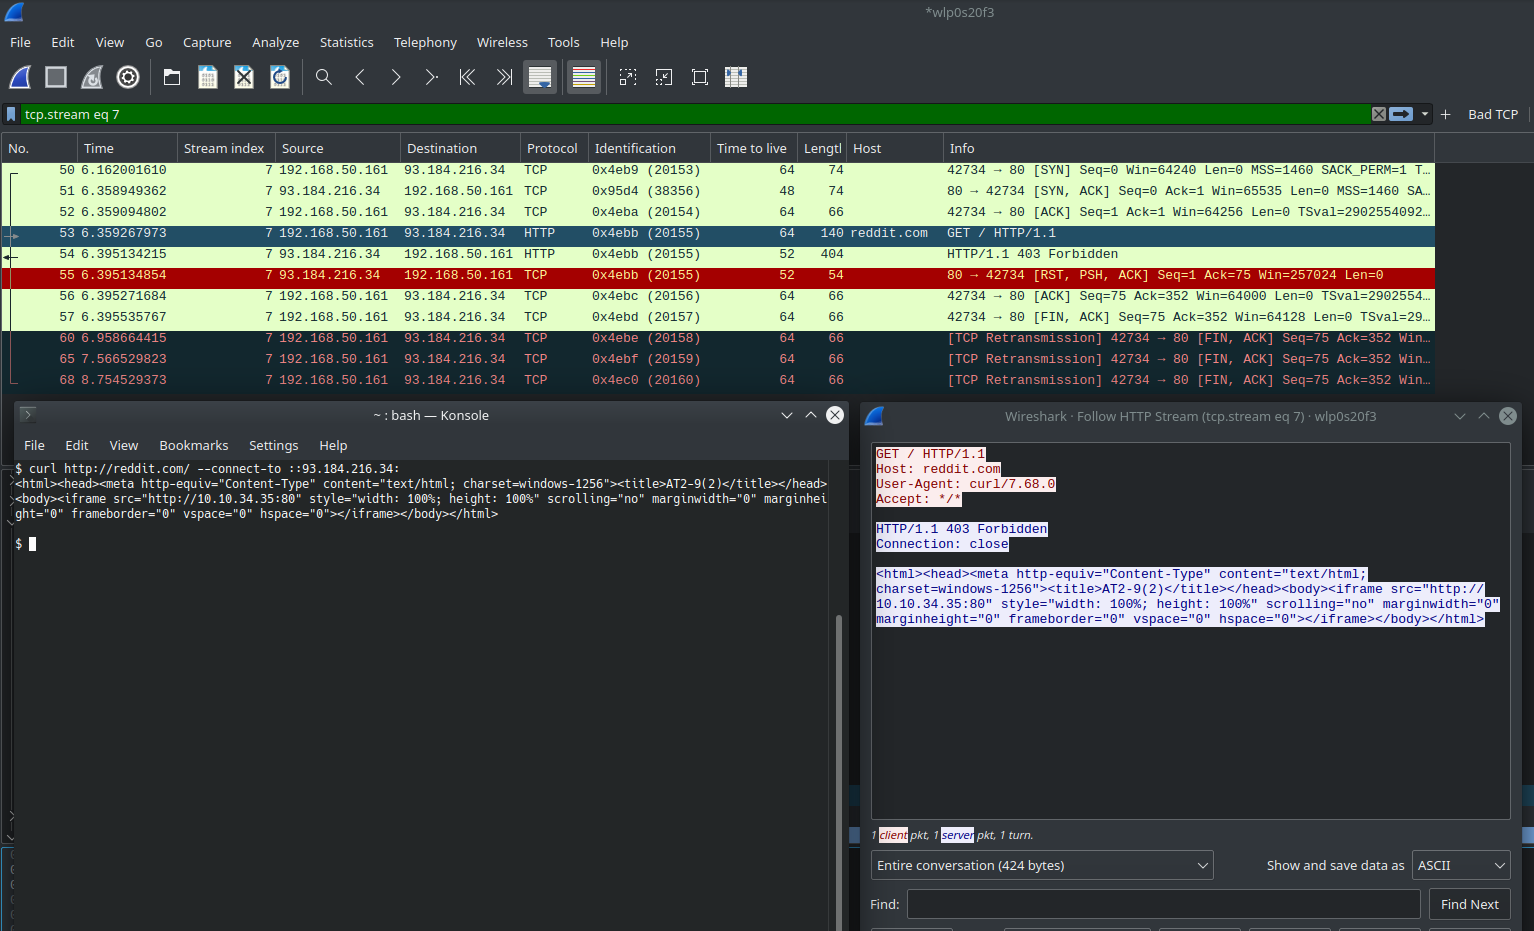 *wlp0s20f3
File Edit View Go Capture Analyze Statistics Telephony Wireless Tools Help
tcp.stream eq 7
Bad TCP
No. Time Stream index Source Destination Protocol Identification Time to live Lengtl Host Info
50 6.162001610 7 192.168.50.161 93.184.216.34 TCP 0x4eb9 (20153) 64 74 42734 → 80 [SYN] Seq=0 Win=64240 Len=0 MSS=1460 SACK_PERM=1 T…
51 6.358949362 7 93.184.216.34 192.168.50.161 TCP 0x95d4 (38356) 48 74 80 → 42734 [SYN, ACK] Seq=0 Ack=1 Win=65535 Len=0 MSS=1460 SA…
52 6.359094802 7 192.168.50.161 93.184.216.34 TCP 0x4eba (20154) 64 66 42734 → 80 [ACK] Seq=1 Ack=1 Win=64256 Len=0 TSval=2902554092…
53 6.359267973 7 192.168.50.161 93.184.216.34 HTTP 0x4ebb (20155) 64 140 reddit.com GET / HTTP/1.1
54 6.395134215 7 93.184.216.34 192.168.50.161 HTTP 0x4ebb (20155) 52 404 HTTP/1.1 403 Forbidden
55 6.395134854 7 93.184.216.34 192.168.50.161 TCP 0x4ebb (20155) 52 54 80 → 42734 [RST, PSH, ACK] Seq=1 Ack=75 Win=257024 Len=0
56 6.395271684 7 192.168.50.161 93.184.216.34 TCP 0x4ebc (20156) 64 66 42734 → 80 [ACK] Seq=75 Ack=352 Win=64000 Len=0 TSval=2902554…
57 6.395535767 7 192.168.50.161 93.184.216.34 TCP 0x4ebd (20157) 64 66 42734 → 80 [FIN, ACK] Seq=75 Ack=352 Win=64128 Len=0 TSval=29…
60 6.958664415 7 192.168.50.161 93.184.216.34 TCP 0x4ebe (20158) 64 66 [TCP Retransmission] 42734 → 80 [FIN, ACK] Seq=75 Ack=352 Win…
65 7.566529823 7 192.168.50.161 93.184.216.34 TCP 0x4ebf (20159) 64 66 [TCP Retransmission] 42734 → 80 [FIN, ACK] Seq=75 Ack=352 Win…
68 8.754529373 7 192.168.50.161 93.184.216.34 TCP 0x4ec0 (20160) 64 66 [TCP Retransmission] 42734 → 80 [FIN, ACK] Seq=75 Ack=352 Win…
~ : bash — Konsole
File Edit View Bookmarks Settings Help
$ curl http://reddit.com/ --connect-to ::93.184.216.34:
<html><head><meta http-equiv="Content-Type" content="text/html; charset=windows-1256"><title>AT2-9(2)</title></head>
<body><iframe src="http://10.10.34.35:80" style="width: 100%; height: 100%" scrolling="no" marginwidth="0" marginhei
ght="0" frameborder="0" vspace="0" hspace="0"></iframe></body></html>
$
Wireshark · Follow HTTP Stream (tcp.stream eq 7) · wlp0s20f3
GET / HTTP/1.1
Host: reddit.com
User-Agent: curl/7.68.0
Accept: */*
HTTP/1.1 403 Forbidden
Connection: close
<html><head><meta http-equiv="Content-Type" content="text/html;
charset=windows-1256"><title>AT2-9(2)</title></head><body><iframe src="http://
10.10.34.35:80" style="width: 100%; height: 100%" scrolling="no" marginwidth="0"
marginheight="0" frameborder="0" vspace="0" hspace="0"></iframe></body></html>
1 client pkt, 1 server pkt, 1 turn.
Entire conversation (424 bytes)
Show and save data as ASCII
Find:
Find Next